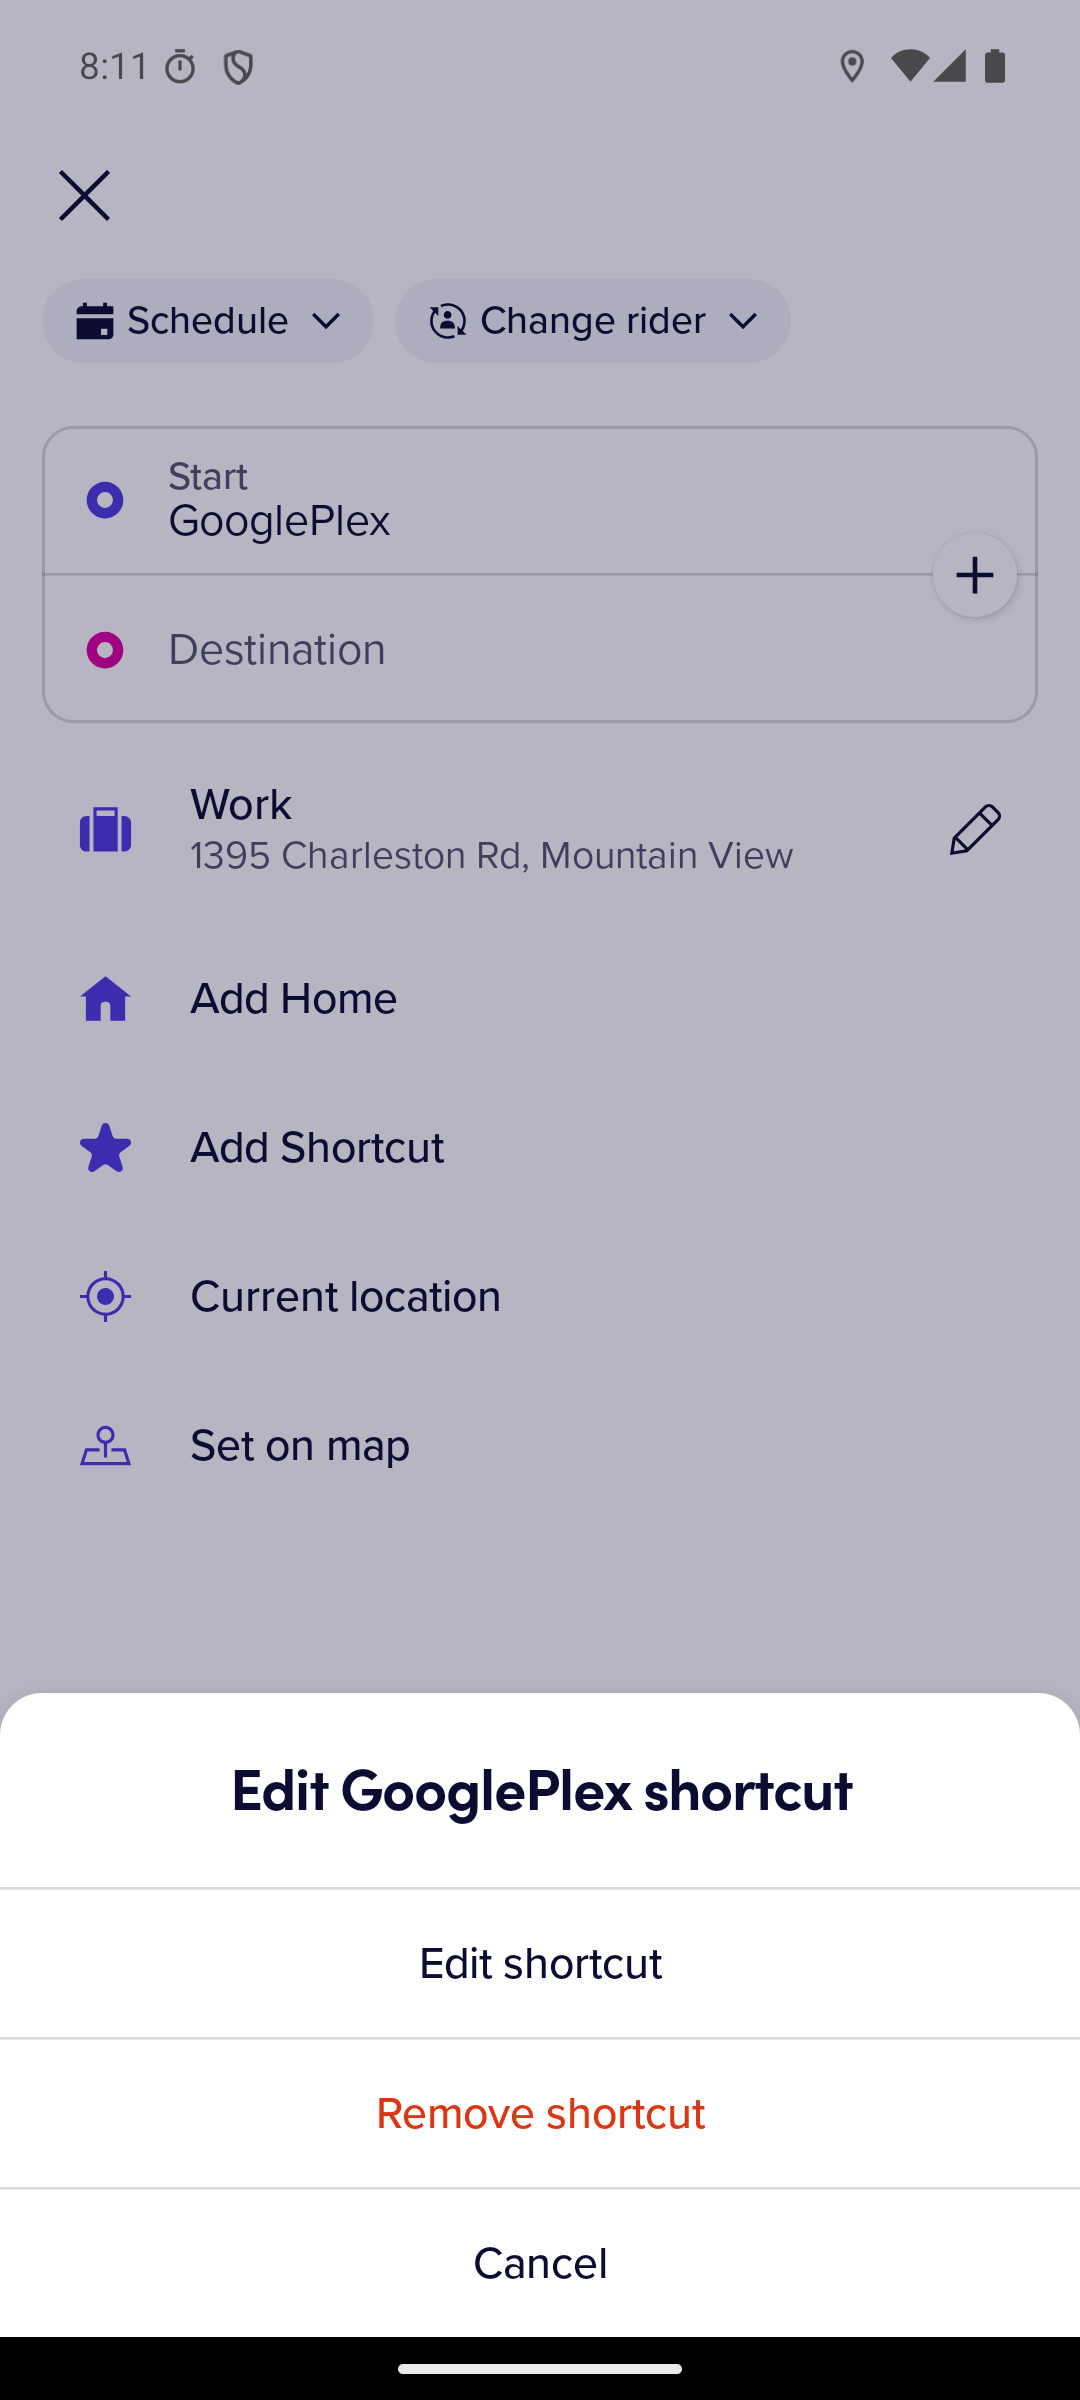 8:11
Schedule
Change rider
Start
GooglePlex
Destination
Work
1395 Charleston Rd, Mountain View
Add Home
Add Shortcut
Current location
Set on map
Edit GooglePlex shortcut
Edit shortcut
Remove shortcut
Cancel